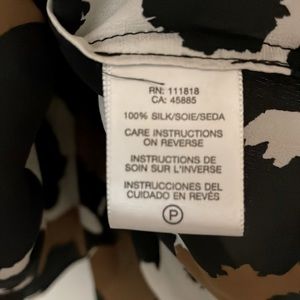 RN: 111818
CA: 45885
100% SILK/SOIE/SEDA
CARE INSTRUCTIONS
ON REVERSE
INSTRUCTIONS DE
SOIN SUR L'INVERSE
INSTRUCCIONES DEL
CUIDADO EN REVÉS
P